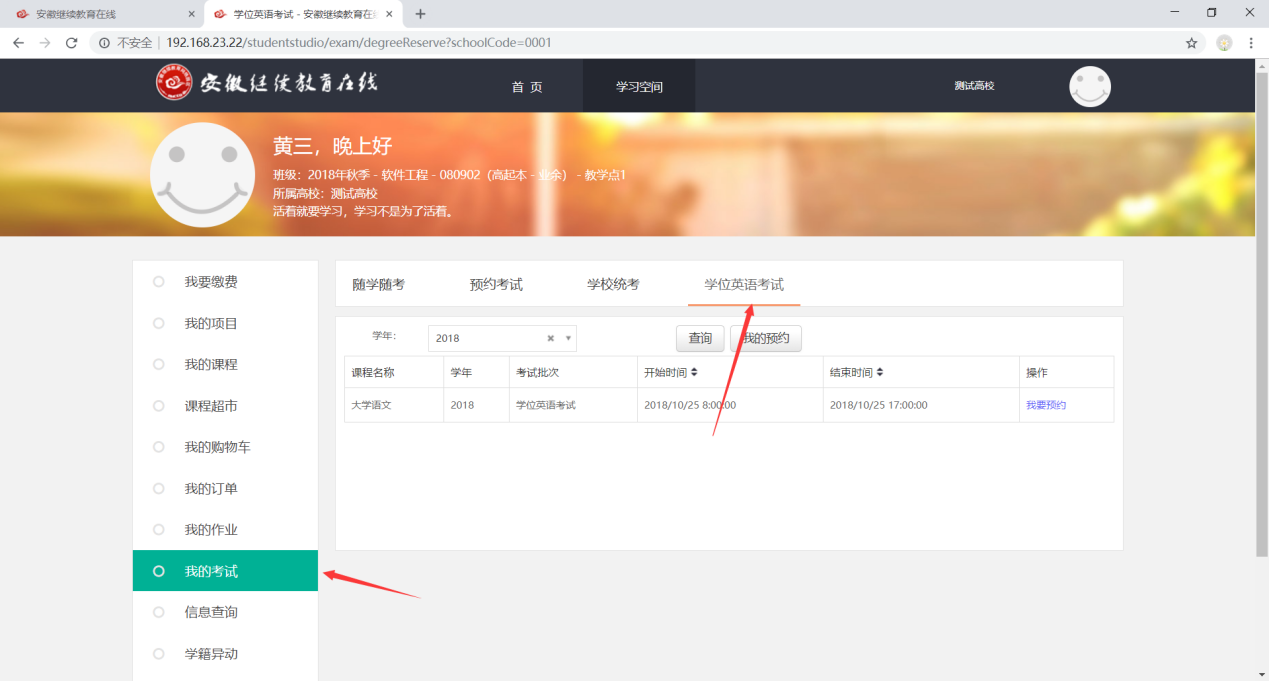 安徽继续教育在线
学位英语考试 - 安徽继续教育在
不安全 | 192.168.23.22/studentstudio/exam/degreeReserve?schoolCode=0001
安徽继续教育在线
首 页
学习空间
测试高校
黄三，晚上好
班级：2018年秋季 - 软件工程 - 080902（高起本 - 业余） - 教学点1
所属高校：测试高校
活着就要学习，学习不是为了活着。
我要缴费
我的项目
我的课程
课程超市
我的购物车
我的订单
我的作业
我的考试
信息查询
学籍异动
随学随考 预约考试 学校统考 学位英语考试
学年： 2018 查询 我的预约
课程名称 学年 考试批次 开始时间 结束时间 操作
大学语文 2018 学位英语考试 2018/10/25 8:00:00 2018/10/25 17:00:00 我要预约